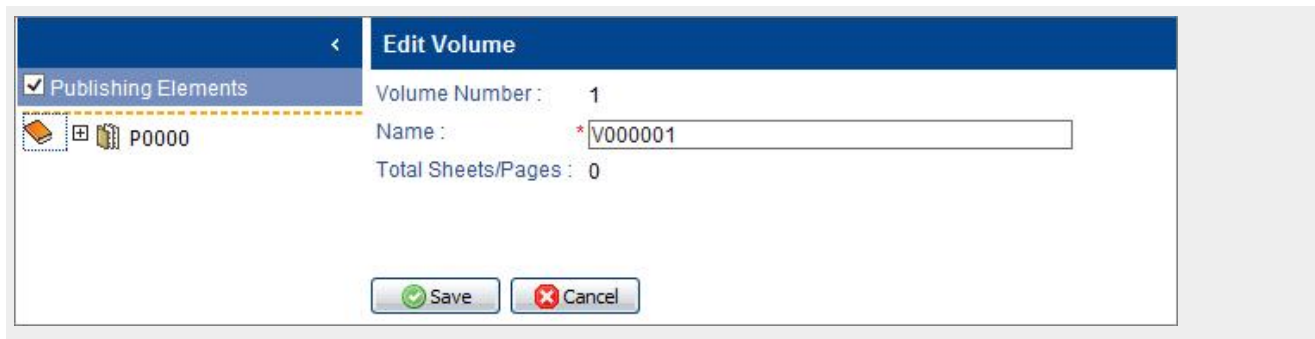 Edit Volume
Publishing Elements
P0000
Volume Number : 1
Name : * V000001
Total Sheets/Pages : 0
Save Cancel